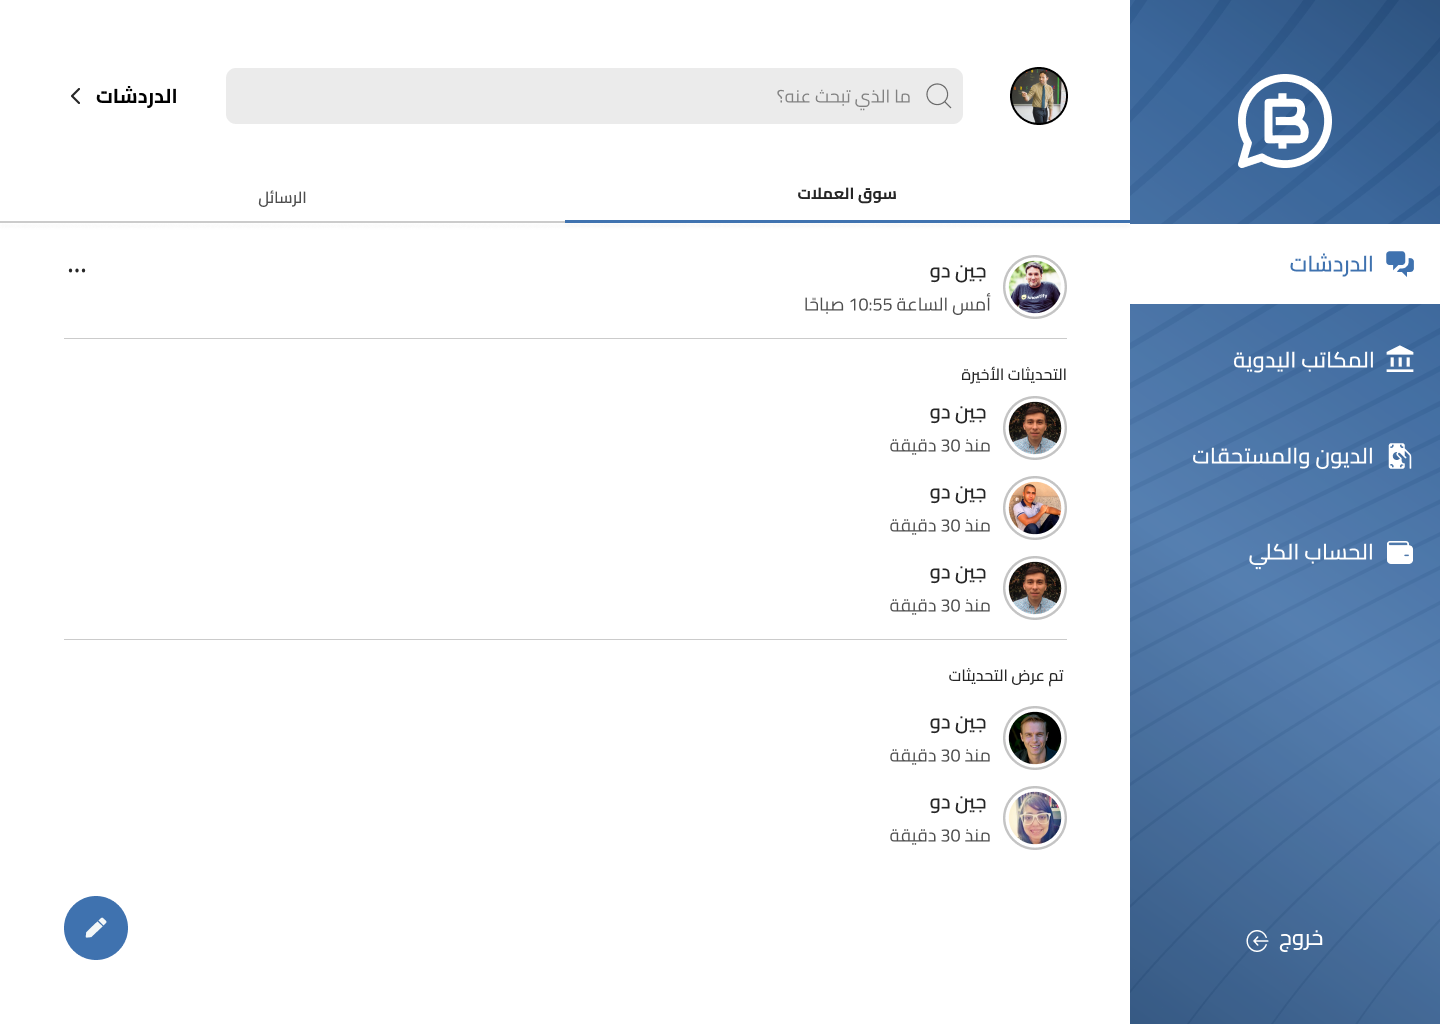 الدردشات
ما الذي تبحث عنه؟
سوق العملات
الرسائل
جين دو
أمس الساعة 10:55 صباحًا
التحديثات الأخيرة
جين دو
منذ 30 دقيقة
جين دو
منذ 30 دقيقة
جين دو
منذ 30 دقيقة
تم عرض التحديثات
جين دو
منذ 30 دقيقة
جين دو
منذ 30 دقيقة
الدردشات
المكاتب اليدوية
الديون والمستحقات
الحساب الكلي
خروج